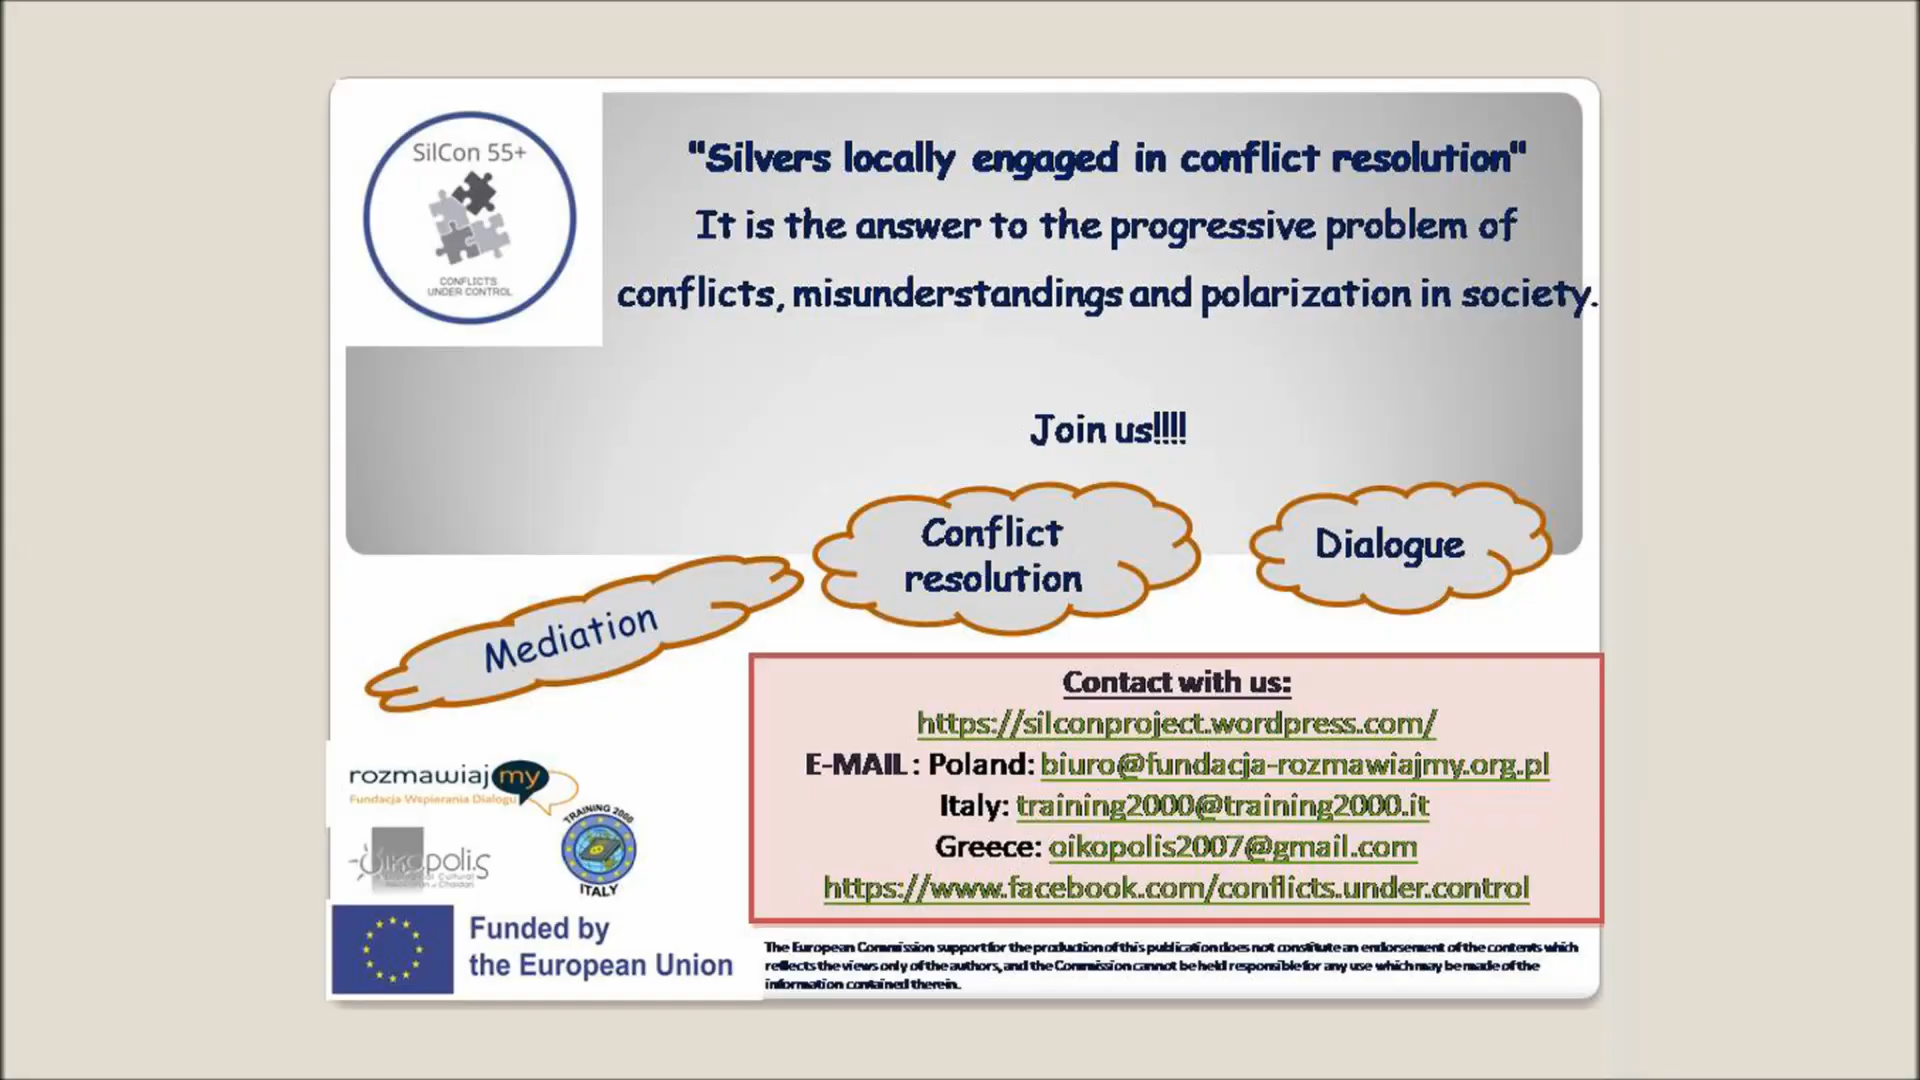 SilCon 55+
CONFLICTS
UNDER CONTROL
"Silvers locally engaged in conflict resolution"
It is the answer to the progressive problem of
conflicts, misunderstandings and polarization in society.
Join us!!!!
Mediation
Conflict
resolution
Dialogue
Contact with us:
https://silconproject.wordpress.com/
E-MAIL : Poland: biuro@fundacja-rozmawiajmy.org.pl
Italy: training2000@training2000.it
Greece: oikopolis2007@gmail.com
https://www.facebook.com/conflicts.under.control
rozmawiajmy
Fundacja Wspierania Dialogu
TRAINING 2000
ITALY
oikopolis
Cultural
Funded by
the European Union
The European Commission support for the production of this publication does not constitute an endorsement of the contents which
reflects the views only of the authors, and the Commission cannot be held responsible for any use which may be made of the
information contained therein.